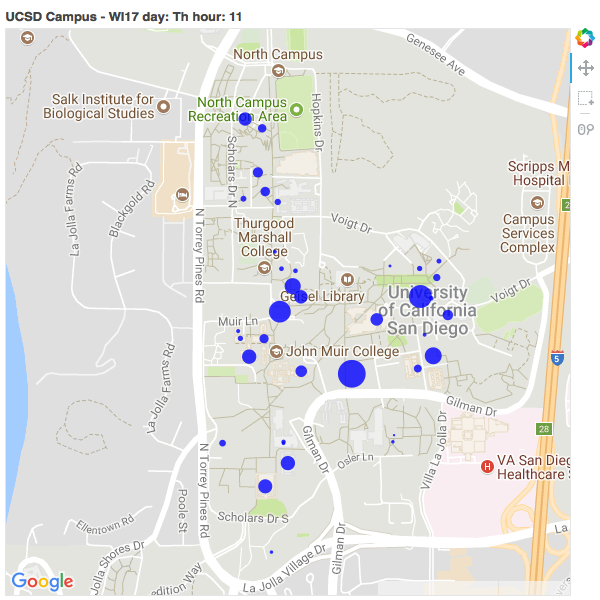 UCSD Campus - WI17 day: Th hour: 11
Genesee Ave
North Campus
Salk Institute for
Biological Studies
North Campus
Recreation Area
Hopkins Dr
Scholars Dr N
La Jolla Farms Rd
Blackgold Rd
N Torrey Pines Rd
Scripps M
Hospital
2
Campus
Services
Complex
Voigt Dr
Thurgood
Marshall
College
Geisel Library
University
of California
San Diego
Voigt Dr
Muir Ln
John Muir College
La Jolla Farms Rd
5
Gilman Dr
28
N Torrey Pines Rd
Gilman Dr
Osler Ln
Villa La Jolla Dr
H
VA San Dieg
Healthcare
Poole St
Ellentown Rd
Scholars Dr S
La Jolla Shores Dr
Gilman Dr
La
La Jolla Village Dr
edition Way
Google